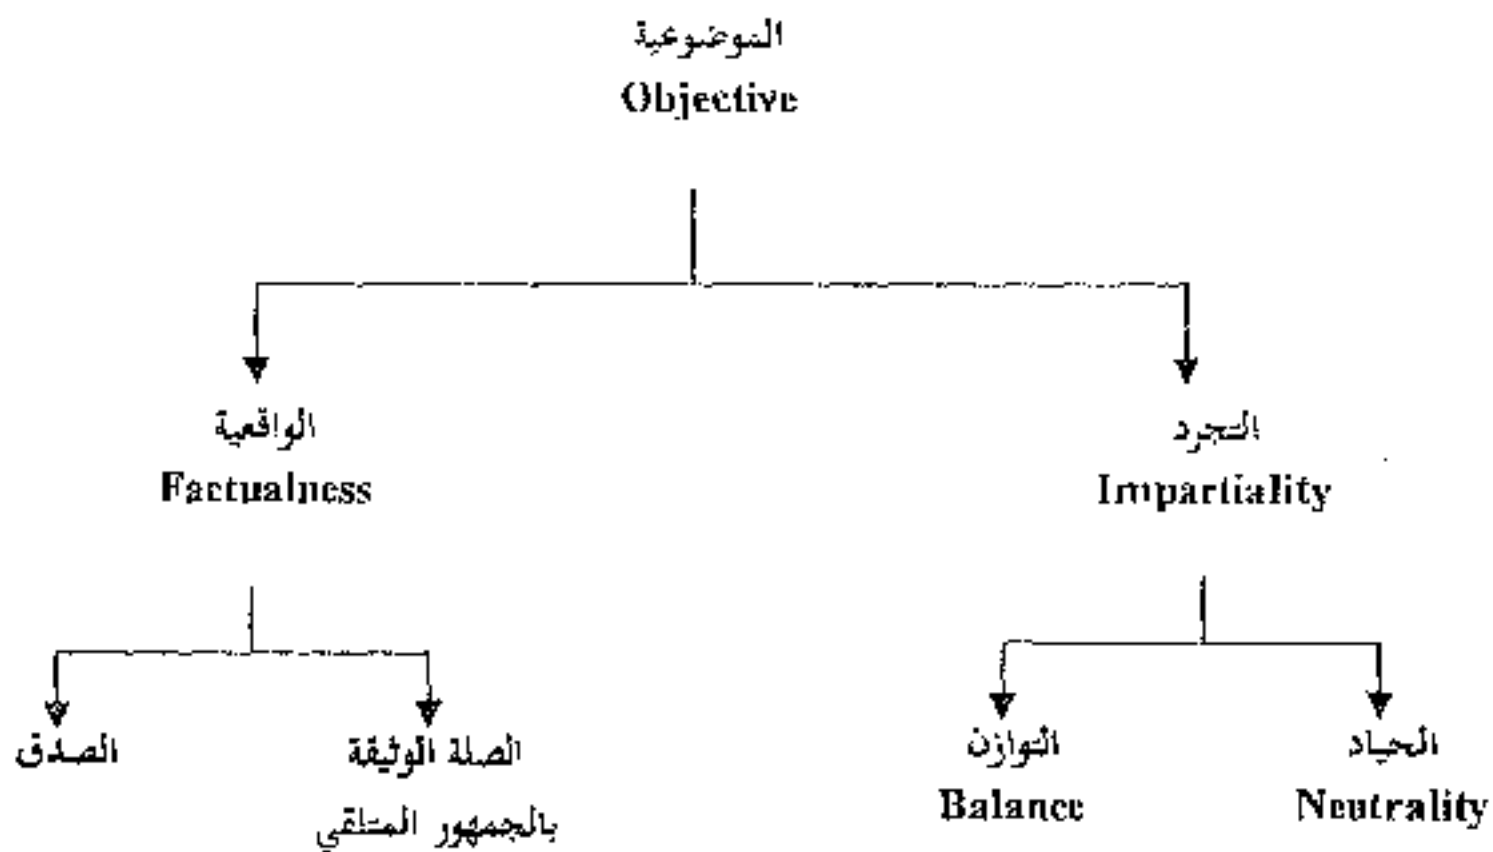 الموضوعية
Objective
الواقعية
Factualness
التجرد
Impartiality
الصدق
الصلة الوثيقة
بالجمهور المتلقي
التوازن
Balance
الحياد
Neutrality